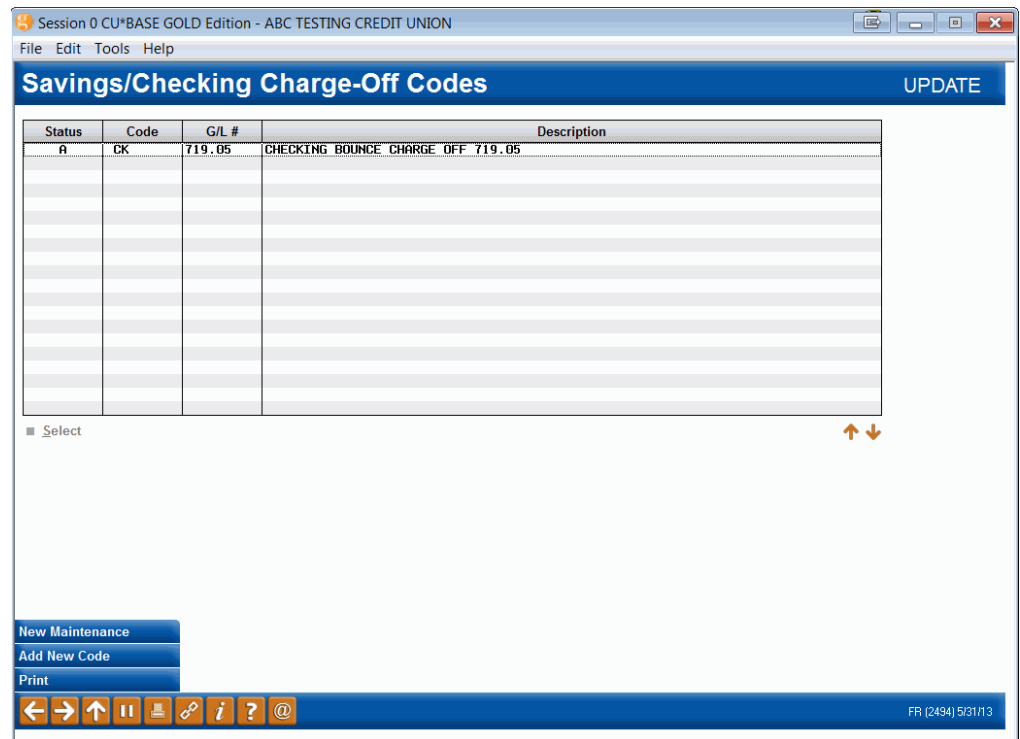 Session 0 CU*BASE GOLD Edition - ABC TESTING CREDIT UNION
File Edit Tools Help
Savings/Checking Charge-Off Codes UPDATE
Status Code G/L # Description
A CK 719.05 CHECKING BOUNCE CHARGE OFF 719.05
Select
New Maintenance
Add New Code
Print
i ? @ FR (2494) 5/31/13